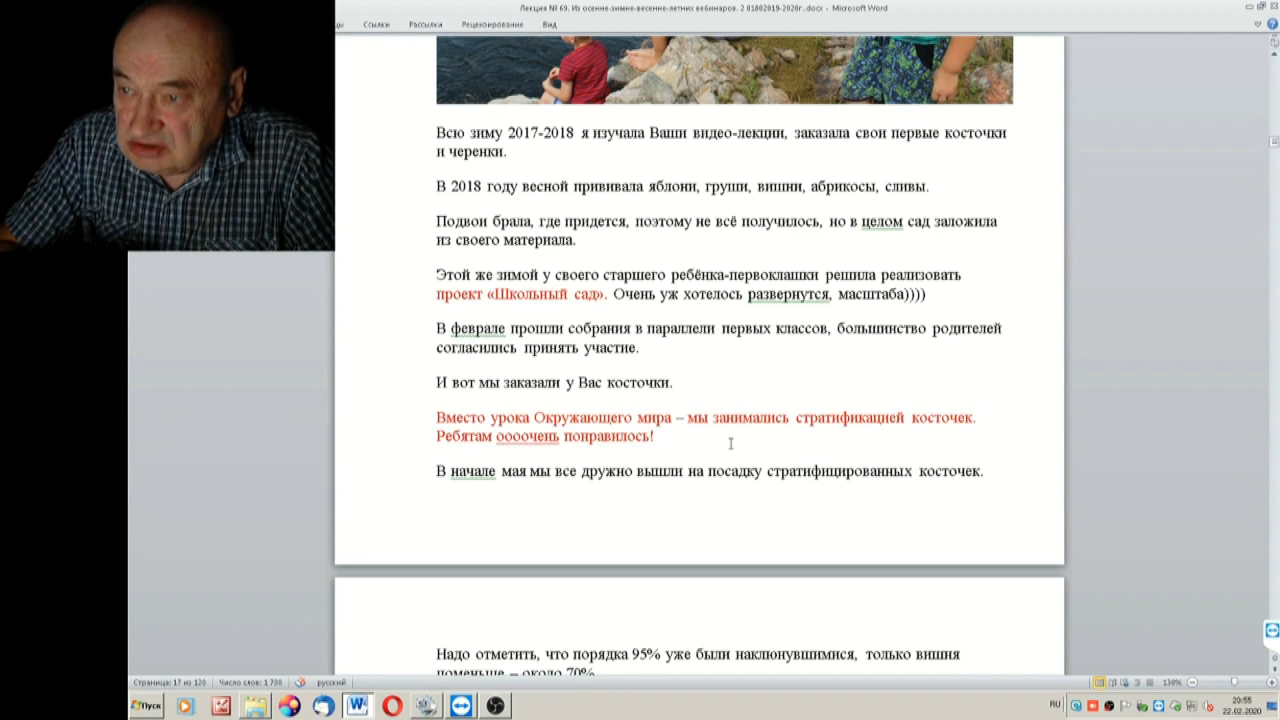 Лекция № 69. Из осенне-зимне-весенне-летних вебинаров. 2 01802019-2020г..docx - Microsoft Word
Ссылки Рассылки Рецензирование Вид
Всю зиму 2017-2018 я изучала Ваши видео-лекции, заказала свои первые косточки
и черенки.
В 2018 году весной прививала яблони, груши, вишни, абрикосы, сливы.
Подвои брала, где придется, поэтому не всё получилось, но в целом сад заложила
из своего материала.
Этой же зимой у своего старшего ребёнка-первоклашки решила реализовать
проект «Школьный сад». Очень уж хотелось развернутся, масштаба))))
В феврале прошли собрания в параллели первых классов, большинство родителей
согласились принять участие.
И вот мы заказали у Вас косточки.
Вместо урока Окружающего мира – мы занимались стратификацией косточек.
Ребятам оооочень понравилось!
В начале мая мы все дружно вышли на посадку стратифицированных косточек.
Надо отметить, что порядка 95% уже были наклюнувшимися, только вишня
поменьше – около 70%
Страница: 17 из 120 Число слов: 1 700 русский 130%
Пуск RU 20:55
22.02.2020